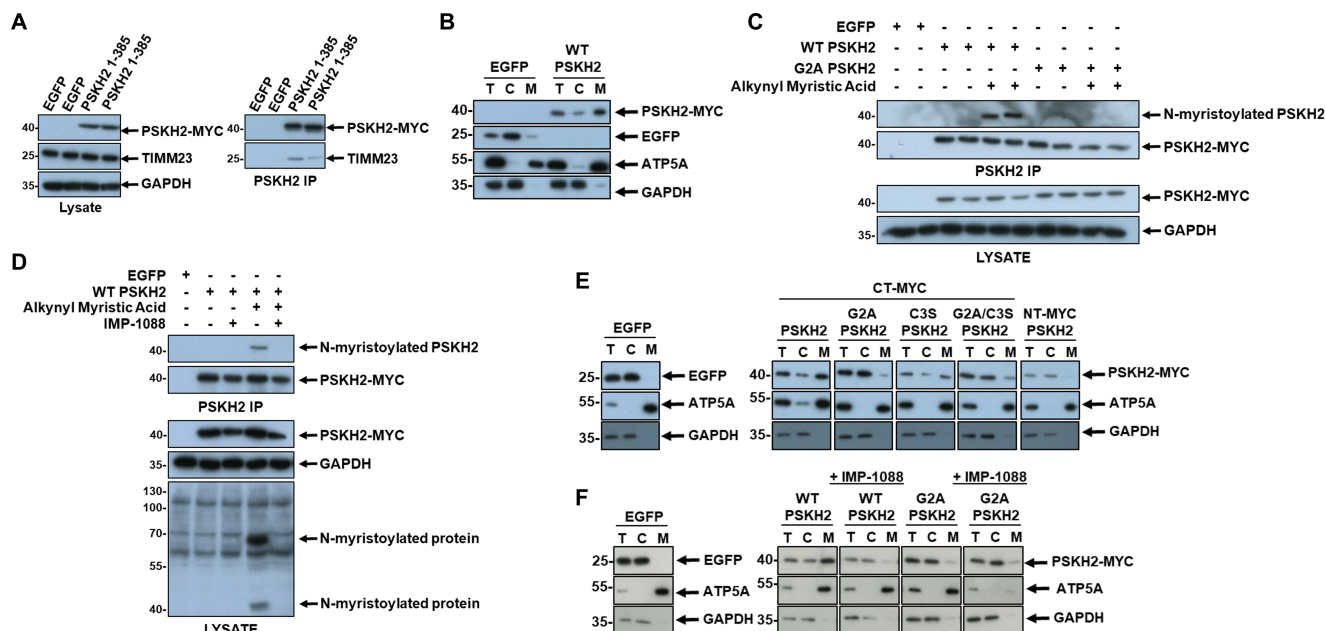 A
EGFP
EGFP
PSKH2 1-385
PSKH2 1-385
40
PSKH2-MYC
25
TIMM23
35
GAPDH
Lysate
EGFP
EGFP
PSKH2 1-385
PSKH2 1-385
40
PSKH2-MYC
25
TIMM23
PSKH2 IP
B
WT
EGFP PSKH2
T C M T C M
40 PSKH2-MYC
25 EGFP
55 ATP5A
35 GAPDH
C
EGFP + + - - - - - - - -
WT PSKH2 - - + + + + - - - -
G2A PSKH2 - - - - - - + + + +
Alkynyl Myristic Acid - - - - + + - - + +
40- N-myristoylated PSKH2
40- PSKH2-MYC
PSKH2 IP
40- PSKH2-MYC
35- GAPDH
LYSATE
D
EGFP + - - - -
WT PSKH2 - + + + +
Alkynyl Myristic Acid - - - + +
IMP-1088 - - + - +
40- N-myristoylated PSKH2
40- PSKH2-MYC
PSKH2 IP
40- PSKH2-MYC
35- GAPDH
130-
100-
70- N-myristoylated protein
55-
40- N-myristoylated protein
LYSATE
E
CT-MYC
G2A C3S G2A/C3S NT-MYC
EGFP PSKH2 PSKH2 PSKH2 PSKH2 PSKH2
T C M T C M T C M T C M T C M T C M
25- EGFP 40- PSKH2-MYC
55- ATP5A 55- ATP5A
35- GAPDH 35- GAPDH
F
+ IMP-1088 + IMP-1088
WT WT G2A G2A
EGFP PSKH2 PSKH2 PSKH2 PSKH2
T C M T C M T C M T C M T C M
25- EGFP 40- PSKH2-MYC
55- ATP5A 55- ATP5A
35- GAPDH 35- GAPDH